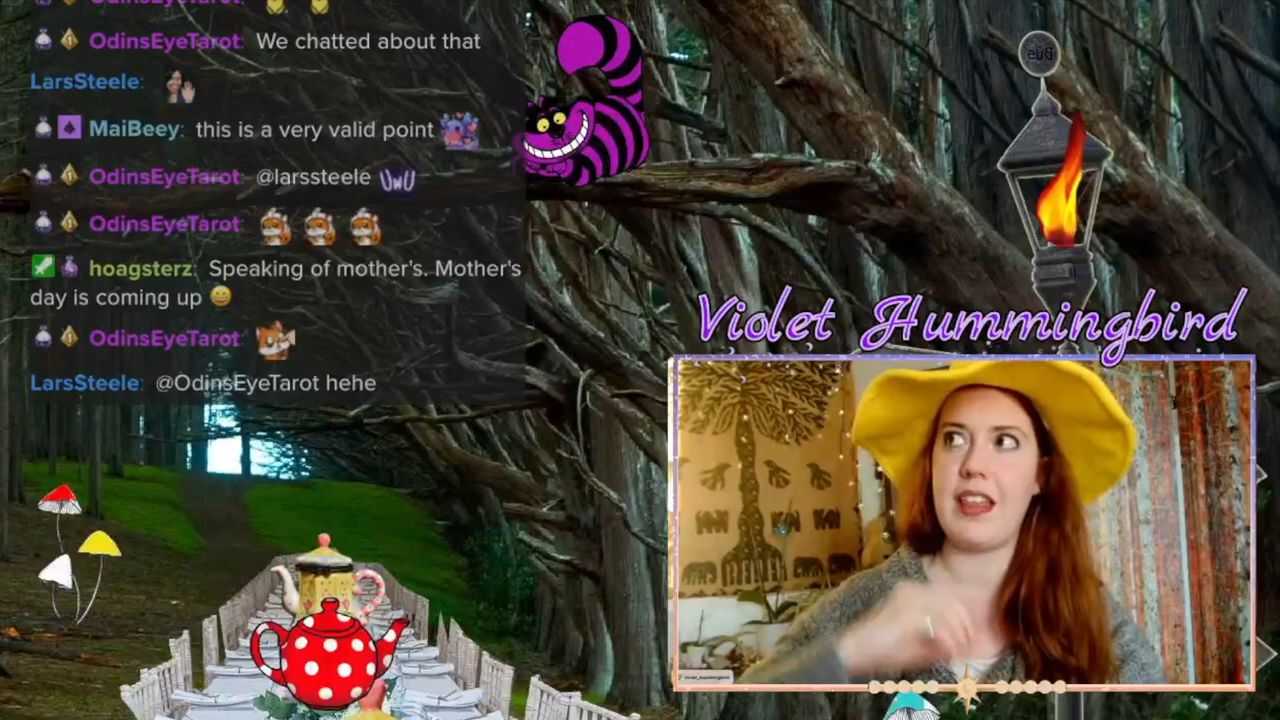 OdinsEyeTarot:
OdinsEyeTarot: We chatted about that
LarsSteele:
MaiBeey: this is a very valid point
OdinsEyeTarot: @larssteele UwU
OdinsEyeTarot:
hoagsterz: Speaking of mother's. Mother's
day is coming up
OdinsEyeTarot:
LarsSteele: @OdinsEyeTarot hehe
Violet Hummingbird